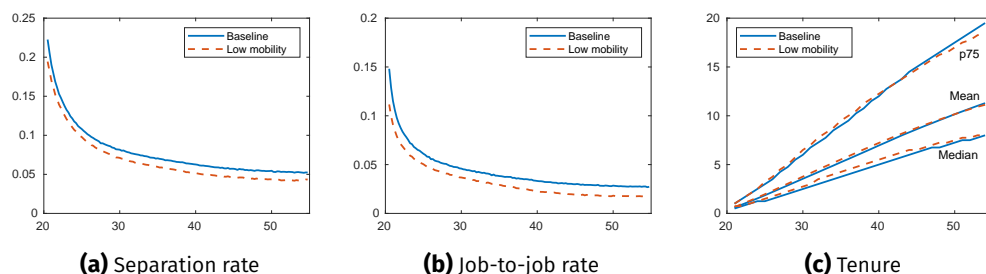 0.25
0.2
0.15
0.1
0.05
0
20
30
40
50
Baseline
Low mobility
(a) Separation rate
0.2
0.15
0.1
0.05
0
20
30
40
50
Baseline
Low mobility
(b) Job-to-job rate
20
15
10
5
0
20
30
40
50
Baseline
Low mobility
p75
Mean
Median
(c) Tenure